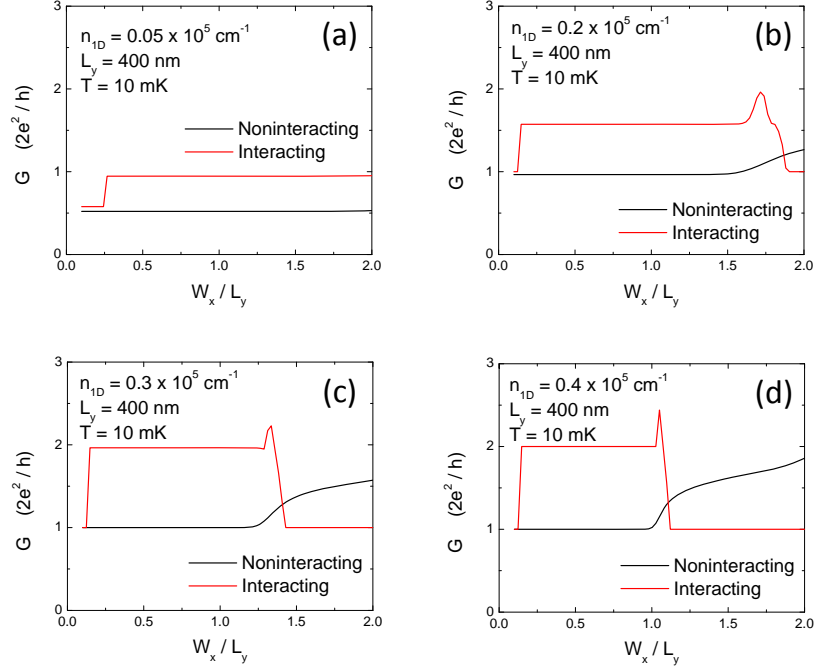 (a)
n1D = 0.05 x 10^5 cm^-1
Ly = 400 nm
T = 10 mK
Noninteracting
Interacting
G (2e^2 / h)
3
2
1
0
0.0 0.5 1.0 1.5 2.0
Wx / Ly
(b)
n1D = 0.2 x 10^5 cm^-1
Ly = 400 nm
T = 10 mK
Noninteracting
Interacting
G (2e^2 / h)
3
2
1
0
0.0 0.5 1.0 1.5 2.0
Wx / Ly
(c)
n1D = 0.3 x 10^5 cm^-1
Ly = 400 nm
T = 10 mK
Noninteracting
Interacting
G (2e^2 / h)
3
2
1
0
0.0 0.5 1.0 1.5 2.0
Wx / Ly
(d)
n1D = 0.4 x 10^5 cm^-1
Ly = 400 nm
T = 10 mK
Noninteracting
Interacting
G (2e^2 / h)
3
2
1
0
0.0 0.5 1.0 1.5 2.0
Wx / Ly